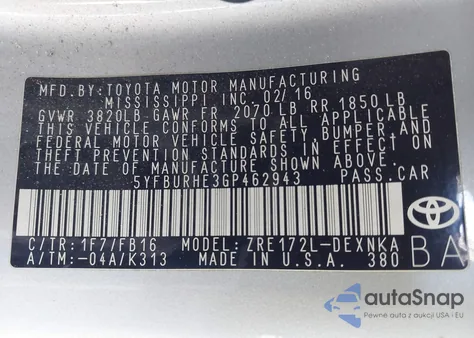 MFD.BY:TOYOTA MOTOR MANUFACTURING
MISSISSIPPI INC. 02/16
GVWR 3820LB GAWR FR 2070 LB RR 1850LB
THIS VEHICLE CONFORMS TO ALL APPLICABLE
FEDERAL MOTOR VEHICLE SAFETY, BUMPER,AND
THEFT PREVENTION STANDARDS IN EFFECT ON
THE DATE OF MANUFACTURE SHOWN ABOVE.
5YFBURHE3GP462943 PASS.CAR
TOYOTA
C/TR:1F7/FB16 MODEL: ZRE172L-DEXNKA
A/TM:-04A/K313 MADE IN U.S.A. 380 BA
autoSnap
Pewne auta z aukcji USA - EU